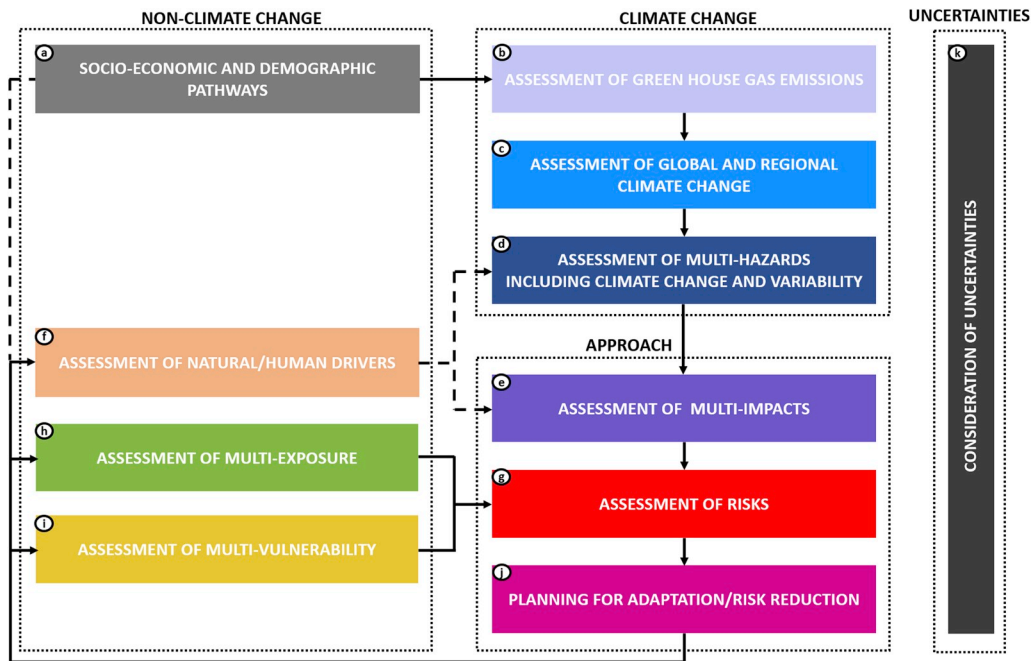 NON-CLIMATE CHANGE
CLIMATE CHANGE
UNCERTAINTIES
a
SOCIO-ECONOMIC AND DEMOGRAPHIC
PATHWAYS
b
ASSESSMENT OF GREEN HOUSE GAS EMISSIONS
c
ASSESSMENT OF GLOBAL AND REGIONAL
CLIMATE CHANGE
d
ASSESSMENT OF MULTI-HAZARDS
INCLUDING CLIMATE CHANGE AND VARIABILITY
f
ASSESSMENT OF NATURAL/HUMAN DRIVERS
APPROACH
e
ASSESSMENT OF MULTI-IMPACTS
h
ASSESSMENT OF MULTI-EXPOSURE
g
ASSESSMENT OF RISKS
i
ASSESSMENT OF MULTI-VULNERABILITY
j
PLANNING FOR ADAPTATION/RISK REDUCTION
k
CONSIDERATION OF UNCERTAINTIES